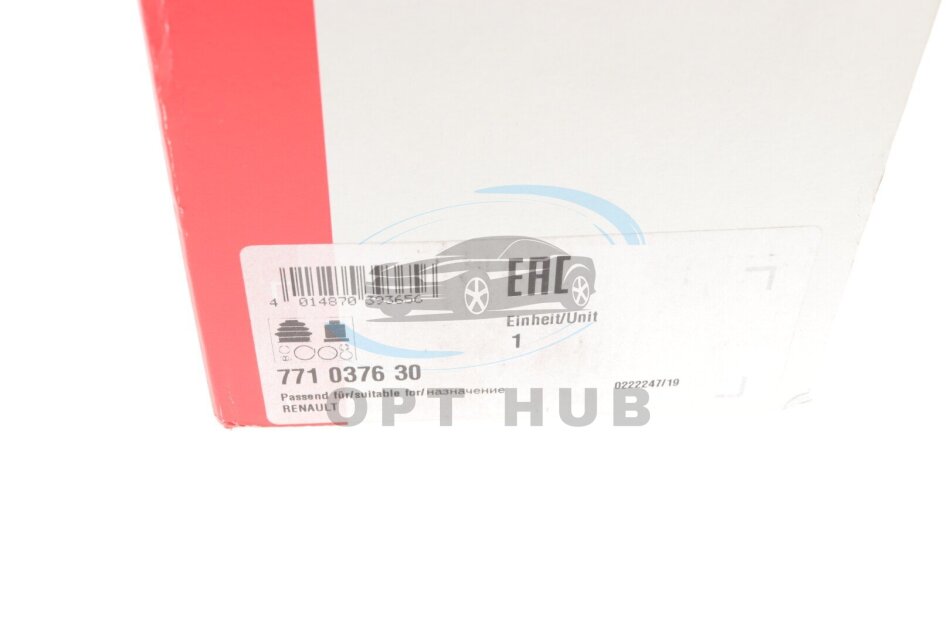 EAC
4 014870 393656
Einheit/Unit
1
771 0376 30
0222247/19
Passend für/suitable for/назначение
RENAULT
OPT HUB